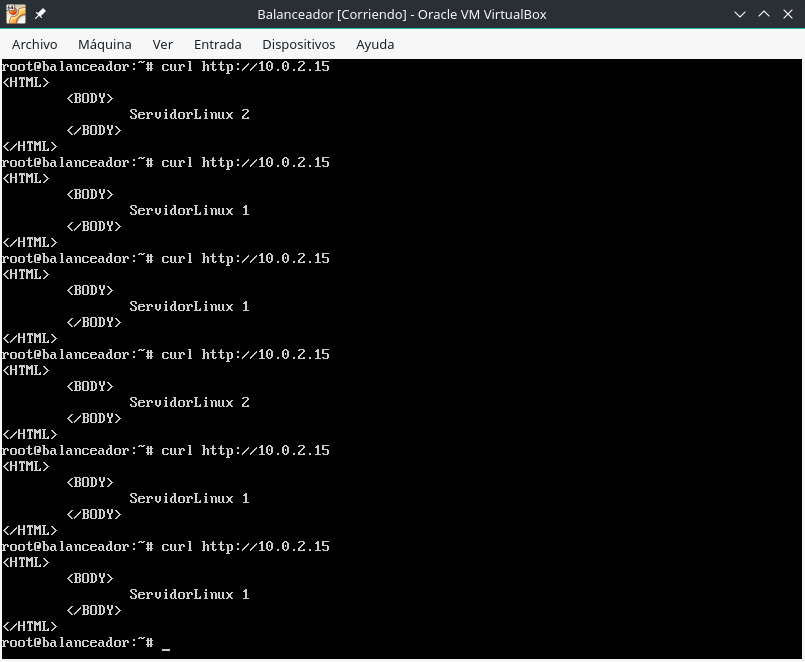 Balanceador [Corriendo] - Oracle VM VirtualBox
Archivo Máquina Ver Entrada Dispositivos Ayuda
root@balanceador:~# curl http://10.0.2.15
<HTML>
<BODY>
ServidorLinux 2
</BODY>
</HTML>
root@balanceador:~# curl http://10.0.2.15
<HTML>
<BODY>
ServidorLinux 1
</BODY>
</HTML>
root@balanceador:~# curl http://10.0.2.15
<HTML>
<BODY>
ServidorLinux 1
</BODY>
</HTML>
root@balanceador:~# curl http://10.0.2.15
<HTML>
<BODY>
ServidorLinux 2
</BODY>
</HTML>
root@balanceador:~# curl http://10.0.2.15
<HTML>
<BODY>
ServidorLinux 1
</BODY>
</HTML>
root@balanceador:~# curl http://10.0.2.15
<HTML>
<BODY>
ServidorLinux 1
</BODY>
</HTML>
root@balanceador:~# _